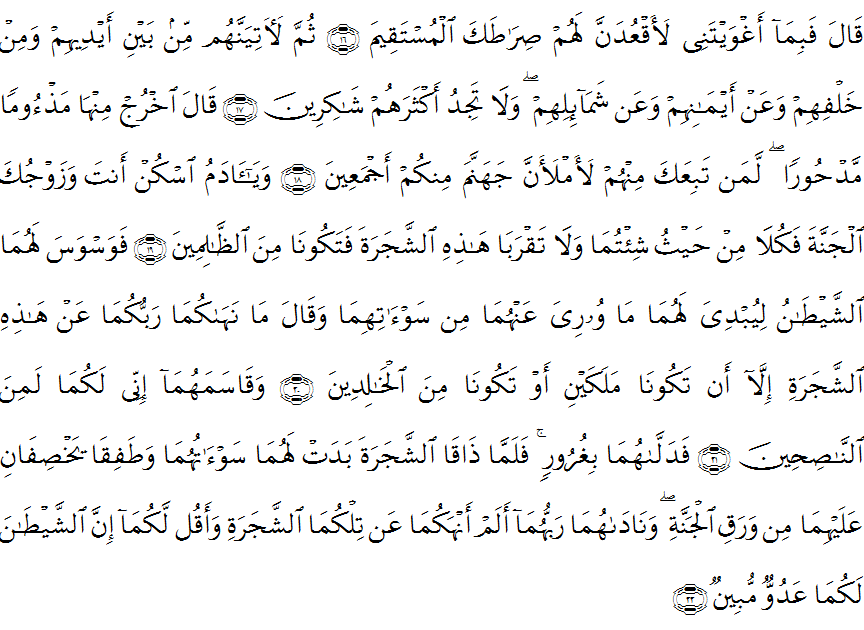 قَالَ فَبِمَآ أَغْوَيْتَنِى لَأَقْعُدَنَّ لَهُمْ صِرَٰطَكَ ٱلْمُسْتَقِيمَ ١٦ ثُمَّ لَـَٔاتِيَنَّهُم مِّنۢ بَيْنِ أَيْدِيهِمْ وَمِنْ
خَلْفِهِمْ وَعَنْ أَيْمَـٰنِهِمْ وَعَن شَمَآئِلِهِمْ ۖ وَلَا تَجِدُ أَكْثَرَهُمْ شَـٰكِرِينَ ١٧ قَالَ ٱخْرُجْ مِنْهَا مَذْءُومًا
مَّدْحُورًا ۖ لَّمَن تَبِعَكَ مِنْهُمْ لَأَمْلَأَنَّ جَهَنَّمَ مِنكُمْ أَجْمَعِينَ ١٨ وَيَـٰٓـَٔادَمُ ٱسْكُنْ أَنتَ وَزَوْجُكَ
ٱلْجَنَّةَ فَكُلَا مِنْ حَيْثُ شِئْتُمَا وَلَا تَقْرَبَا هَـٰذِهِ ٱلشَّجَرَةَ فَتَكُونَا مِنَ ٱلظَّـٰلِمِينَ ١٩ فَوَسْوَسَ لَهُمَا
ٱلشَّيْطَـٰنُ لِيُبْدِىَ لَهُمَا مَا وُۥرِىَ عَنْهُمَا مِن سَوْءَٰتِهِمَا وَقَالَ مَا نَهَىٰكُمَا رَبُّكُمَا عَنْ هَـٰذِهِ
ٱلشَّجَرَةِ إِلَّآ أَن تَكُونَا مَلَكَيْنِ أَوْ تَكُونَا مِنَ ٱلْخَـٰلِدِينَ ٢٠ وَقَاسَمَهُمَآ إِنِّى لَكُمَا لَمِنَ
ٱلنَّـٰصِحِينَ ٢١ فَدَلَّىٰهُمَا بِغُرُورٍ ۚ فَلَمَّا ذَاقَا ٱلشَّجَرَةَ بَدَتْ لَهُمَا سَوْءَٰتُهُمَا وَطَفِقَا يَخْصِفَانِ
عَلَيْهِمَا مِن وَرَقِ ٱلْجَنَّةِ ۖ وَنَادَىٰهُمَا رَبُّهُمَآ أَلَمْ أَنْهَكُمَا عَن تِلْكُمَا ٱلشَّجَرَةِ وَأَقُل لَّكُمَآ إِنَّ ٱلشَّيْطَـٰنَ
لَكُمَا عَدُوٌّ مُّبِينٌ ٢٢